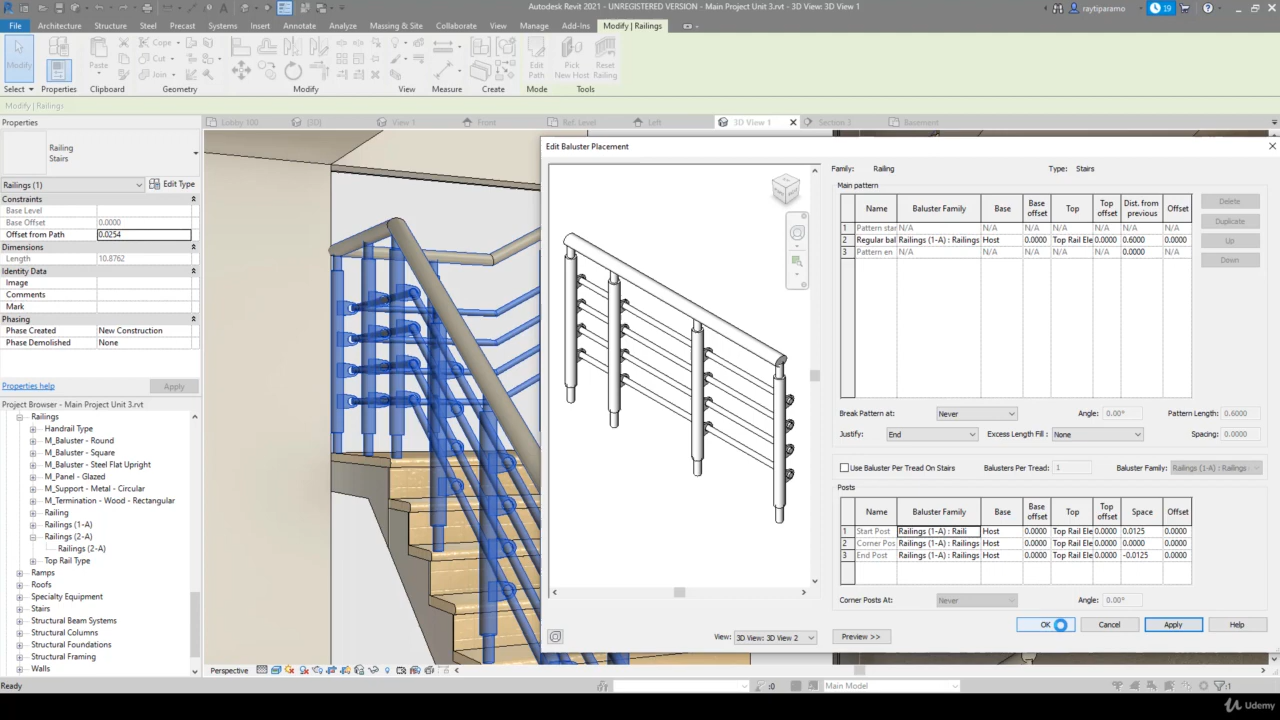 Autodesk Revit 2021 - UNREGISTERED VERSION - Main Project Unit 3.rvt - 3D View: 3D View 1
raytiparamo
19
File Architecture Structure Steel Precast Systems Insert Annotate Analyze Massing & Site Collaborate View Manage Add-Ins Modify | Railings
Modify
Paste
Cope
Cut
Join
Edit Path
Pick New Host
Reset Railing
Select Properties Clipboard Geometry Modify View Measure Create Mode Tools
Modify | Railings
Properties
Lobby 100 {3D} View 1 Front Ref. Level Left 3D View 1 Section 3 Basement
Railing
Stairs
Railings (1) Edit Type
Constraints
Base Level
Base Offset 0.0000
Offset from Path 0.0254
Dimensions
Length 10.8762
Identity Data
Image
Comments
Mark
Phasing
Phase Created New Construction
Phase Demolished None
Properties help Apply
Project Browser - Main Project Unit 3.rvt
Railings
Handrail Type
M_Baluster - Round
M_Baluster - Square
M_Baluster - Steel Flat Upright
M_Panel - Glazed
M_Support - Metal - Circular
M_Termination - Wood - Rectangular
Railing
Railings (1-A)
Railings (2-A)
Railings (2-A)
Top Rail Type
Ramps
Roofs
Specialty Equipment
Stairs
Structural Beam Systems
Structural Columns
Structural Foundations
Structural Framing
Walls
Edit Baluster Placement
Family: Railing Type: Stairs
Main pattern
Name Baluster Family Base Base offset Top Top offset Dist. from previous Offset
1 Pattern star N/A N/A N/A N/A N/A N/A N/A
2 Regular bal Railings (1-A) : Railings Host 0.0000 Top Rail Ele 0.0000 0.6000 0.0000
3 Pattern en N/A N/A N/A N/A N/A 0.0000 N/A
Delete
Duplicate
Up
Down
Break Pattern at: Never Angle: 0.00° Pattern Length: 0.6000
Justify: End Excess Length Fill : None Spacing: 0.0000
Use Baluster Per Tread On Stairs Balusters Per Tread: 1 Baluster Family: Railings (1-A) : Railings
Posts
Name Baluster Family Base Base offset Top Top offset Space Offset
1 Start Post Railings (1-A) : Raili Host 0.0000 Top Rail Ele 0.0000 0.0125 0.0000
2 Corner Pos Railings (1-A) : Railings Host 0.0000 Top Rail Ele 0.0000 0.0000 0.0000
3 End Post Railings (1-A) : Railings Host 0.0000 Top Rail Ele 0.0000 -0.0125 0.0000
Corner Posts At: Never Angle: 0.00°
OK Cancel Apply Help
View: 3D View: 3D View 2 Preview >>
Perspective
Ready
:0
Main Model
:1
Udemy